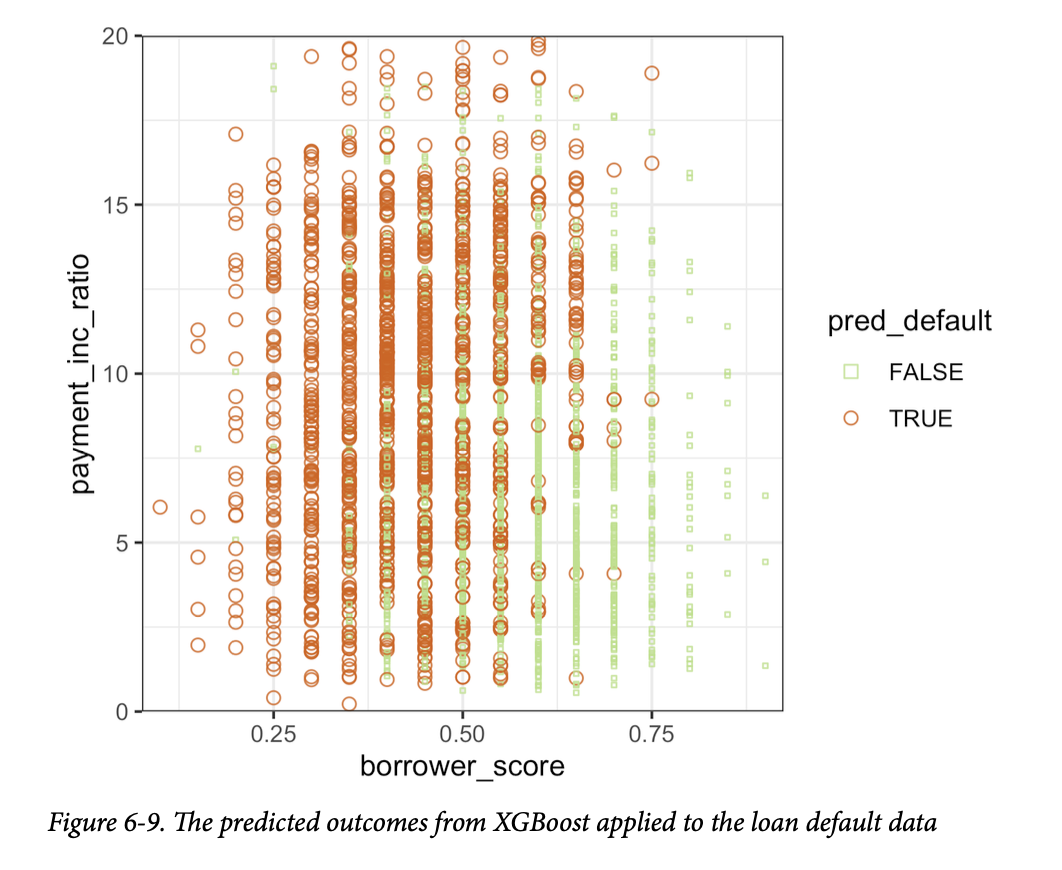 20
15
10
5
0
payment_inc_ratio
0.25 0.50 0.75
borrower_score
pred_default
FALSE
TRUE
Figure 6-9. The predicted outcomes from XGBoost applied to the loan default data